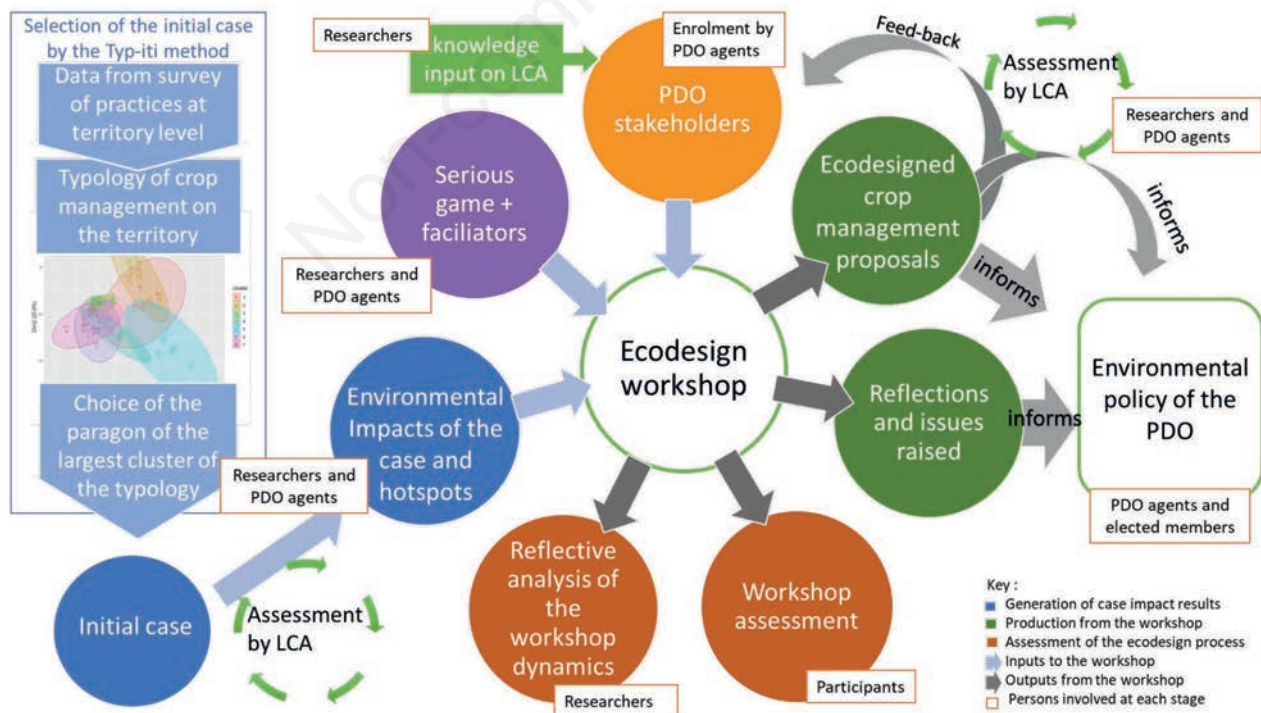 Selection of the initial case
by the Typ-iti method
Data from survey
of practices at
territory level
Typology of crop
management on
the territory
Choice of the
paragon of the
largest cluster of
the typology
Initial case
Assessment
by LCA
Researchers and
PDO agents
Environmental
Impacts of the
case and
hotspots
Researchers and
PDO agents
Serious
game +
faciliators
Researchers
knowledge
input on LCA
Enrolment by
PDO agents
PDO
stakeholders
Ecodesign
workshop
Feed-back
Assessment
by LCA
Researchers and
PDO agents
Ecodesigned
crop
management
proposals
informs
informs
Reflections
and issues
raised
informs
Environmental
policy of the
PDO
PDO agents and
elected members
Reflective
analysis of
the
workshop
dynamics
Researchers
Workshop
assessment
Participants
Key :
Generation of case impact results
Production from the workshop
Assessment of the ecodesign process
Inputs to the workshop
Outputs from the workshop
Persons involved at each stage